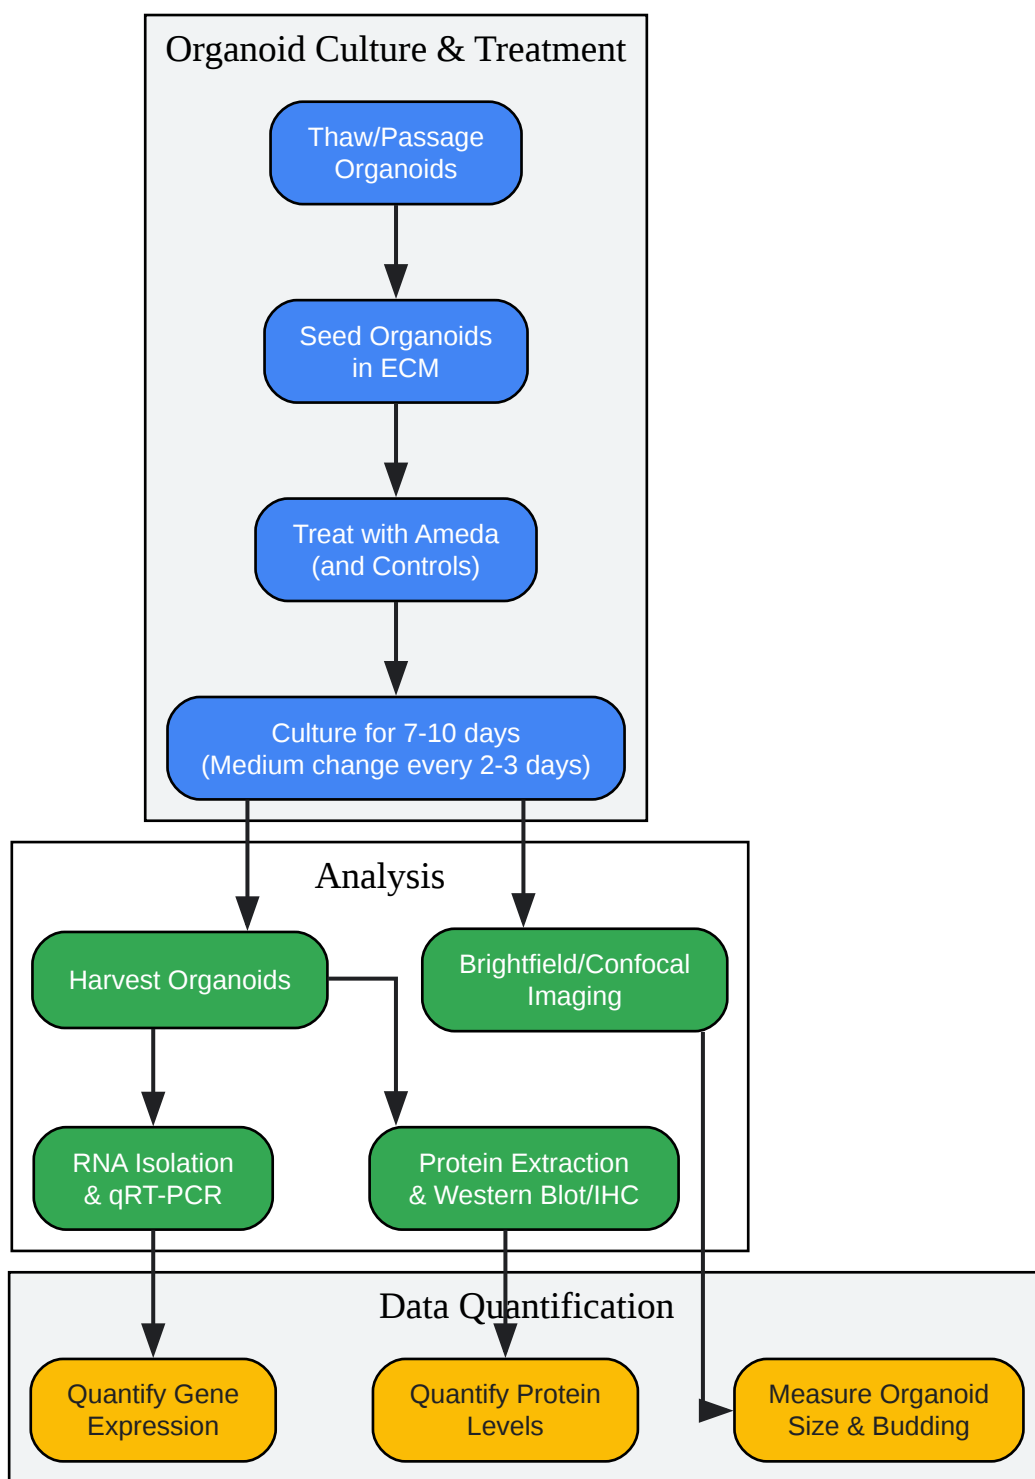 Organoid Culture & Treatment
Thaw/Passage
Organoids
Seed Organoids
in ECM
Treat with Ameda
(and Controls)
Culture for 7-10 days
(Medium change every 2-3 days)
Analysis
Harvest Organoids
Brightfield/Confocal
Imaging
RNA Isolation
& qRT-PCR
Protein Extraction
& Western Blot/IHC
Data Quantification
Quantify Gene
Expression
Quantify Protein
Levels
Measure Organoid
Size & Budding